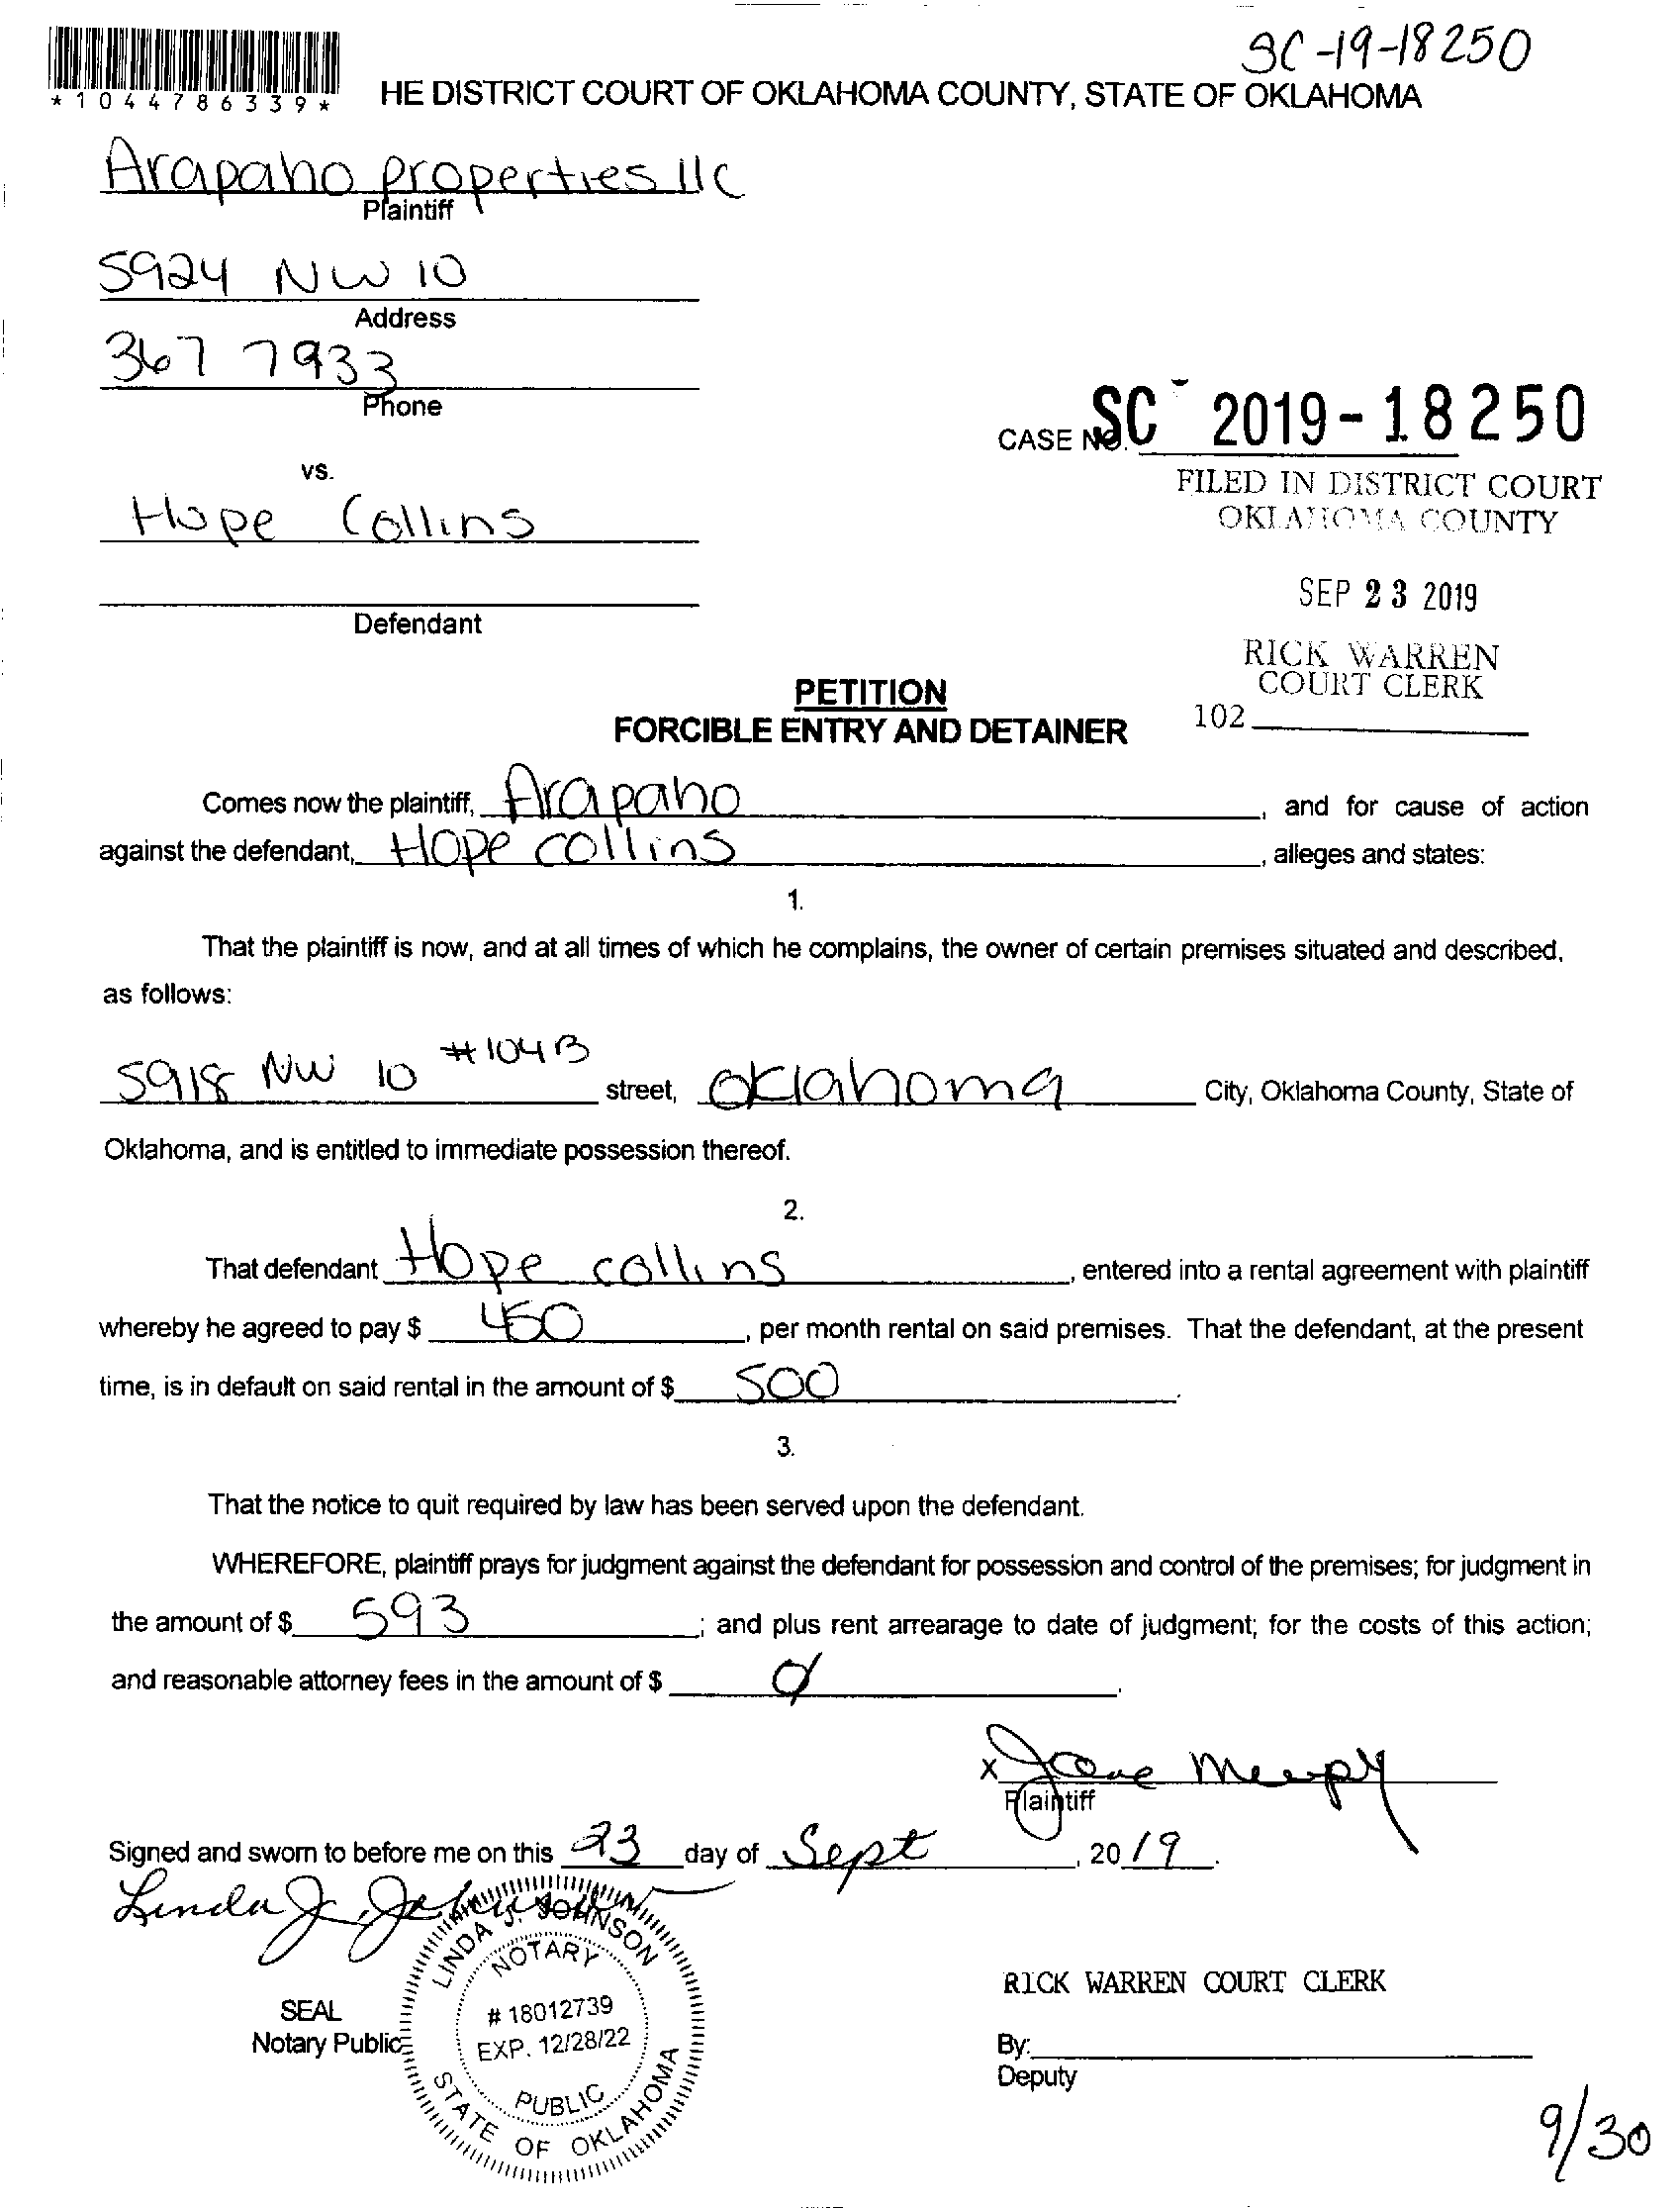 SC-19-18250
*1044786339*
HE DISTRICT COURT OF OKLAHOMA COUNTY, STATE OF OKLAHOMA
Arapaho properties llc
Plaintiff
5924 NW 10
Address
367 7933
Phone
CASE NO. SC- 2019-18250
vs.
FILED IN DISTRICT COURT
OKLAHOMA COUNTY
Hope Collins
SEP 23 2019
Defendant
RICK WARREN
COURT CLERK
102
PETITION
FORCIBLE ENTRY AND DETAINER
Comes now the plaintiff, Arapaho, and for cause of action
against the defendant, Hope collins, alleges and states:
1.
That the plaintiff is now, and at all times of which he complains, the owner of certain premises situated and described,
as follows:
5918 NW 10 #104B street, Oklahoma City, Oklahoma County, State of
Oklahoma, and is entitled to immediate possession thereof.
2.
That defendant Hope collins, entered into a rental agreement with plaintiff
whereby he agreed to pay $ 450, per month rental on said premises. That the defendant, at the present
time, is in default on said rental in the amount of $ 500.
3.
That the notice to quit required by law has been served upon the defendant.
WHEREFORE, plaintiff prays for judgment against the defendant for possession and control of the premises; for judgment in
the amount of $ 593; and plus rent arrearage to date of judgment; for the costs of this action;
and reasonable attorney fees in the amount of $ 0.
X
Plaintiff
Signed and sworn to before me on this 23 day of Sept, 2019.
Linda J. Johnson
LINDA J. JOHNSON
NOTARY
# 18012739
EXP. 12/28/22
PUBLIC
STATE OF OKLAHOMA
SEAL
Notary Public
RICK WARREN COURT CLERK
By:
Deputy
9/30